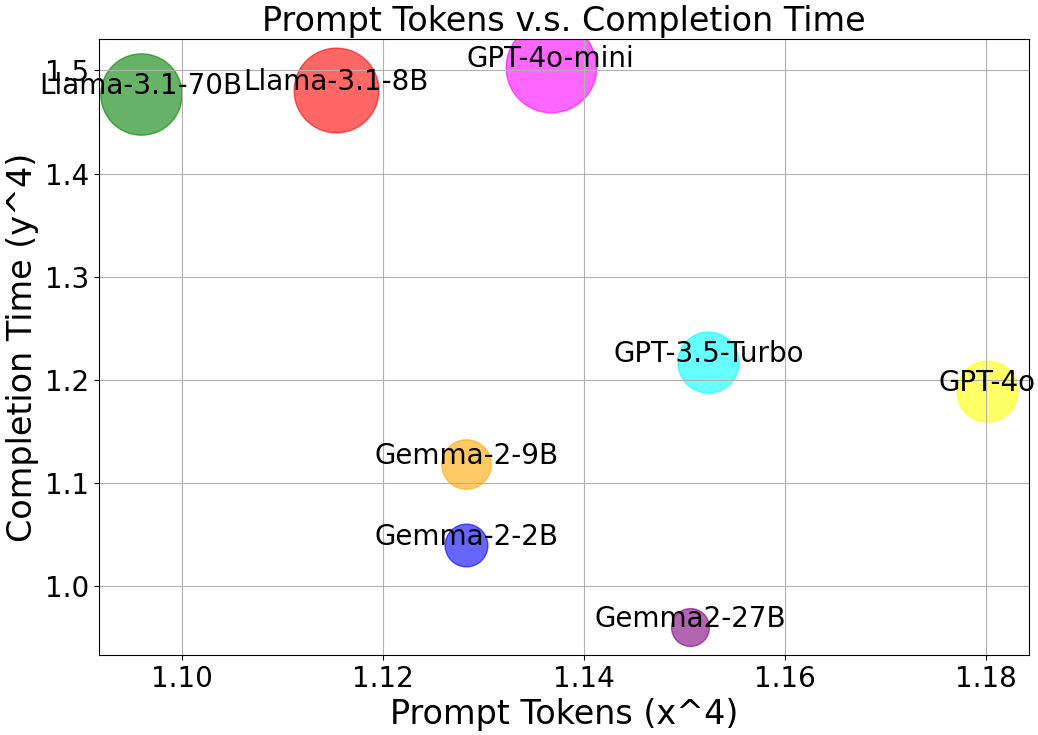 Prompt Tokens v.s. Completion Time
GPT-4o-mini
1.5
Llama-3.1-70B
Llama-3.1-8B
1.4
1.3
GPT-3.5-Turbo
1.2
GPT-4o
Gemma-2-9B
1.1
Gemma-2-2B
1.0
Gemma2-27B
1.10
1.12
1.14
1.16
1.18
Prompt Tokens (x^4)
Completion Time (y^4)